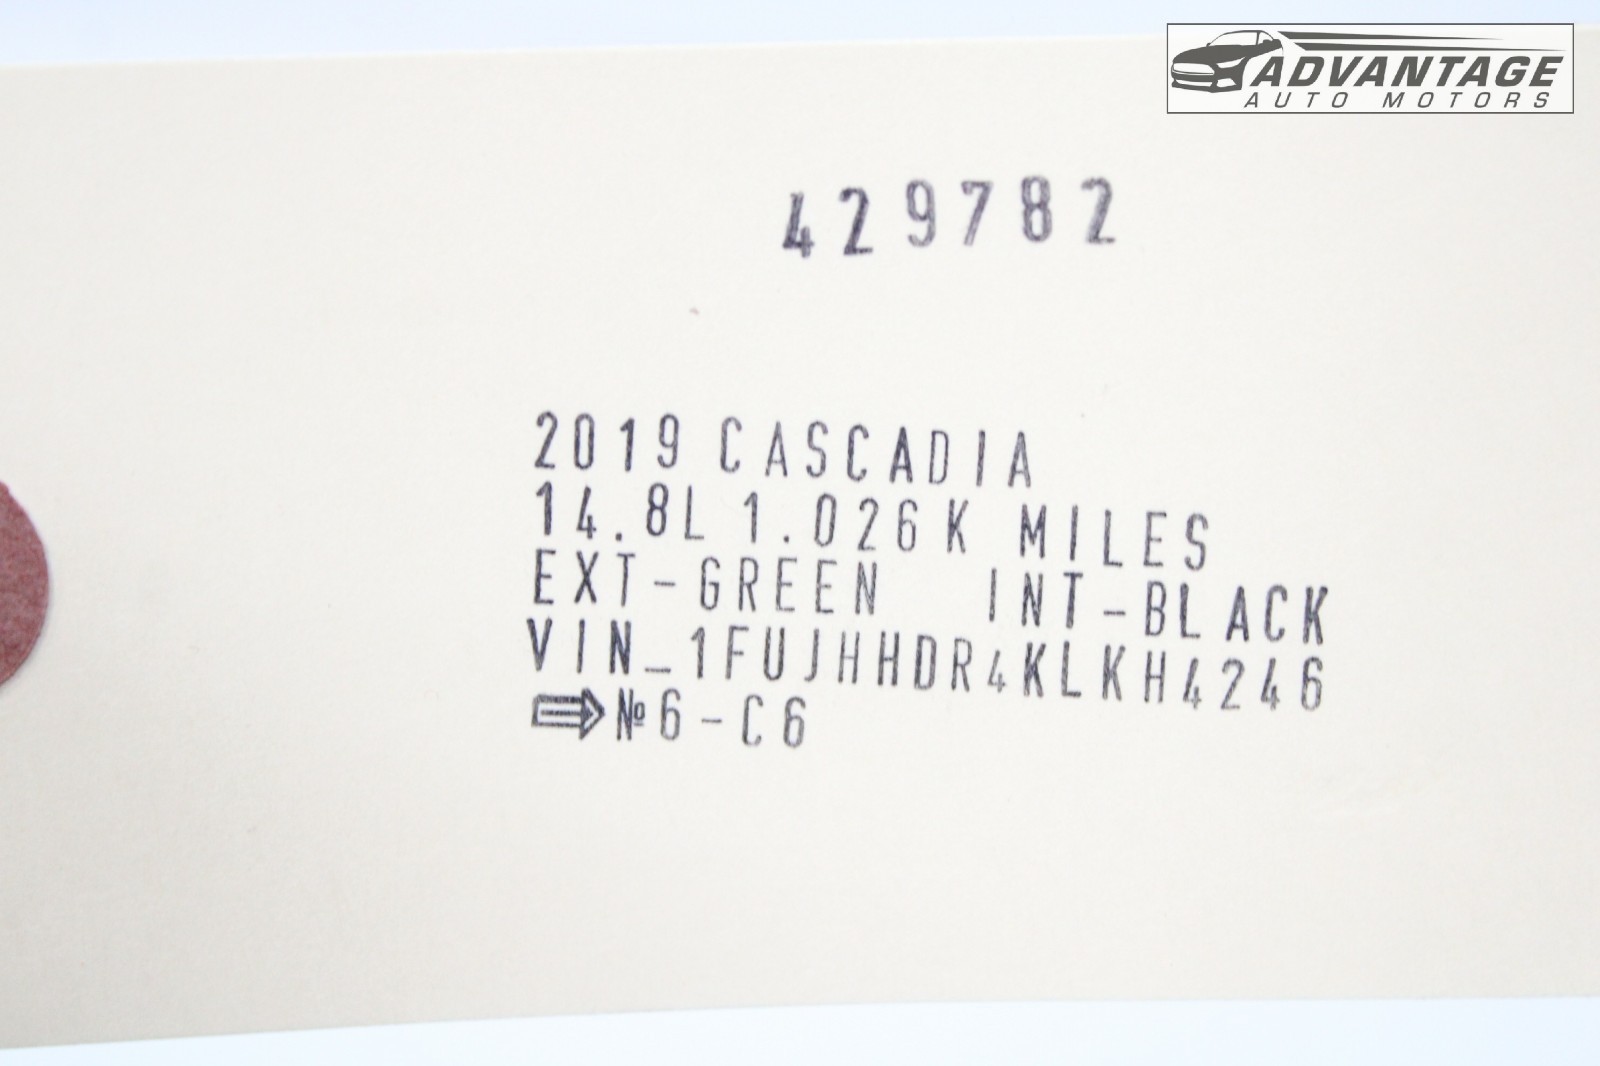 ADVANTAGE
AUTO MOTORS
429782
2019 CASCADIA
14.8L 1.026K MILES
EXT-GREEN INT-BLACK
VIN_1FUJHHDR4KLKH4246
⇒№6-C6